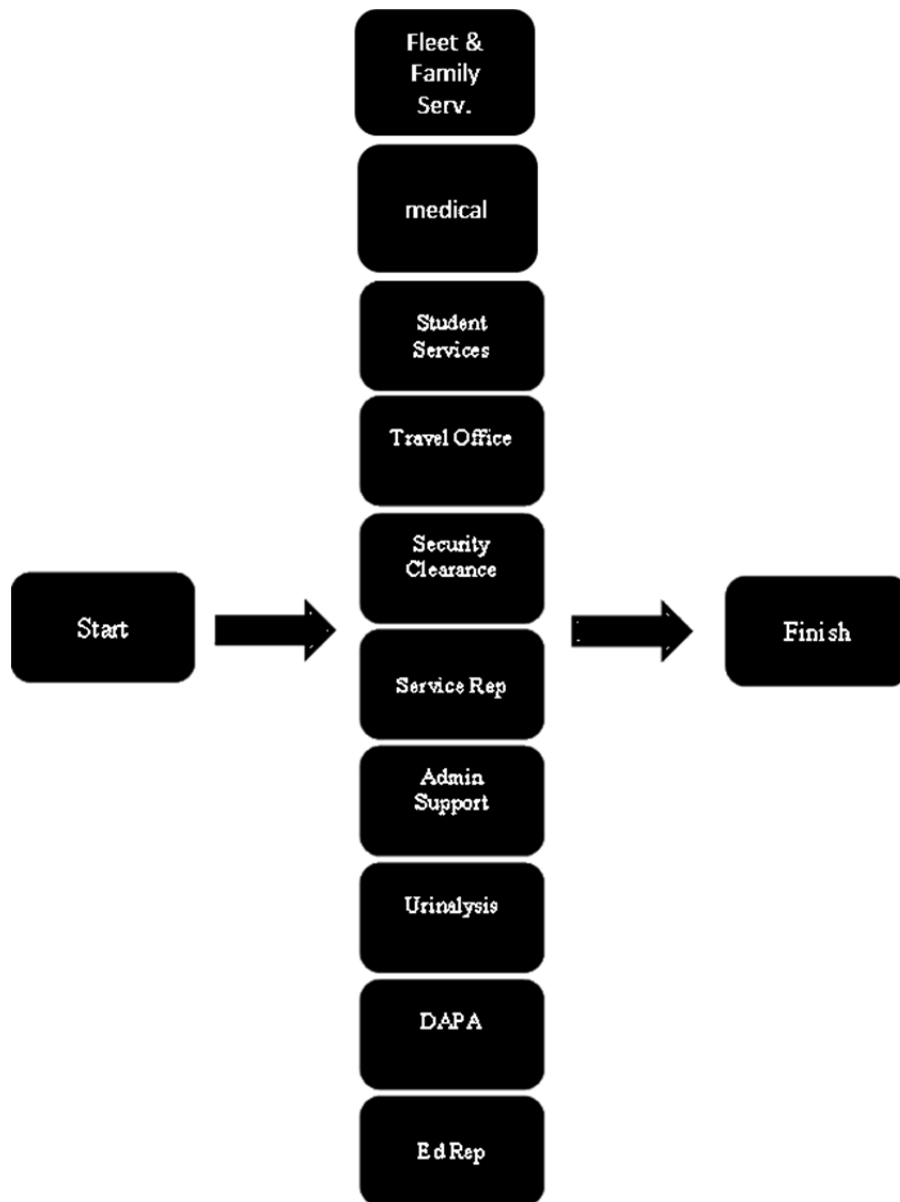 Fleet &
Family
Serv.
medical
Student
Services
Travel Office
Security
Clearance
Start
Finish
Service Rep
Admin
Support
Urinalysis
DAPA
Ed Rep